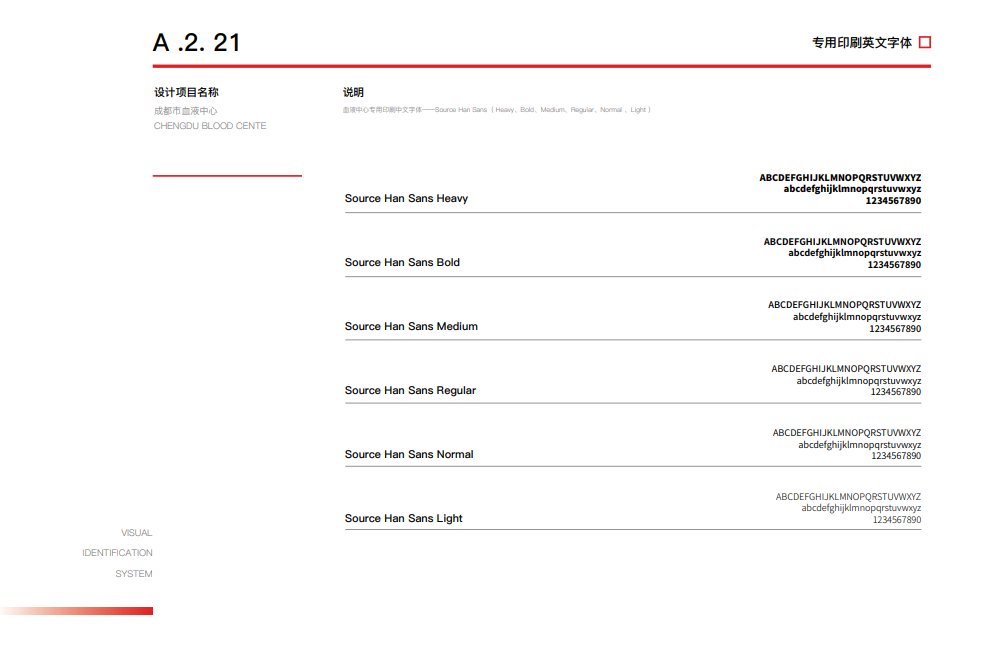 A .2. 21
专用印刷英文字体
设计项目名称
成都市血液中心
CHENGDU BLOOD CENTE
说明
血液中心专用印刷中文字体——Source Han Sans（ Heavy、Bold、Medium、Regular、Normal 、Light ）
Source Han Sans Heavy
ABCDEFGHIJKLMNOPQRSTUVWXYZ
abcdefghijklmnopqrstuvwxyz
1234567890
Source Han Sans Bold
ABCDEFGHIJKLMNOPQRSTUVWXYZ
abcdefghijklmnopqrstuvwxyz
1234567890
Source Han Sans Medium
ABCDEFGHIJKLMNOPQRSTUVWXYZ
abcdefghijklmnopqrstuvwxyz
1234567890
Source Han Sans Regular
ABCDEFGHIJKLMNOPQRSTUVWXYZ
abcdefghijklmnopqrstuvwxyz
1234567890
Source Han Sans Normal
ABCDEFGHIJKLMNOPQRSTUVWXYZ
abcdefghijklmnopqrstuvwxyz
1234567890
Source Han Sans Light
ABCDEFGHIJKLMNOPQRSTUVWXYZ
abcdefghijklmnopqrstuvwxyz
1234567890
VISUAL
IDENTIFICATION
SYSTEM